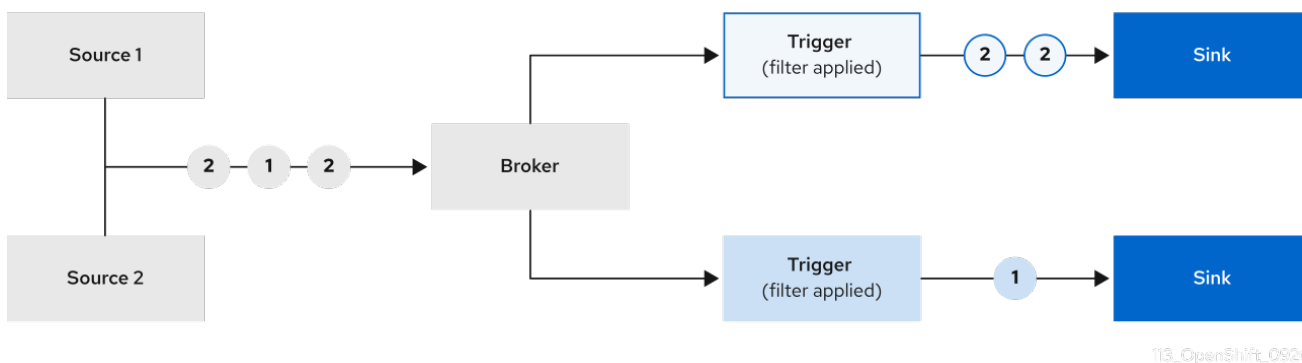 Source 1
Trigger
(filter applied)
2 2
Sink
2 1 2
Broker
Source 2
Trigger
(filter applied)
1
Sink
113_OpenShift_092